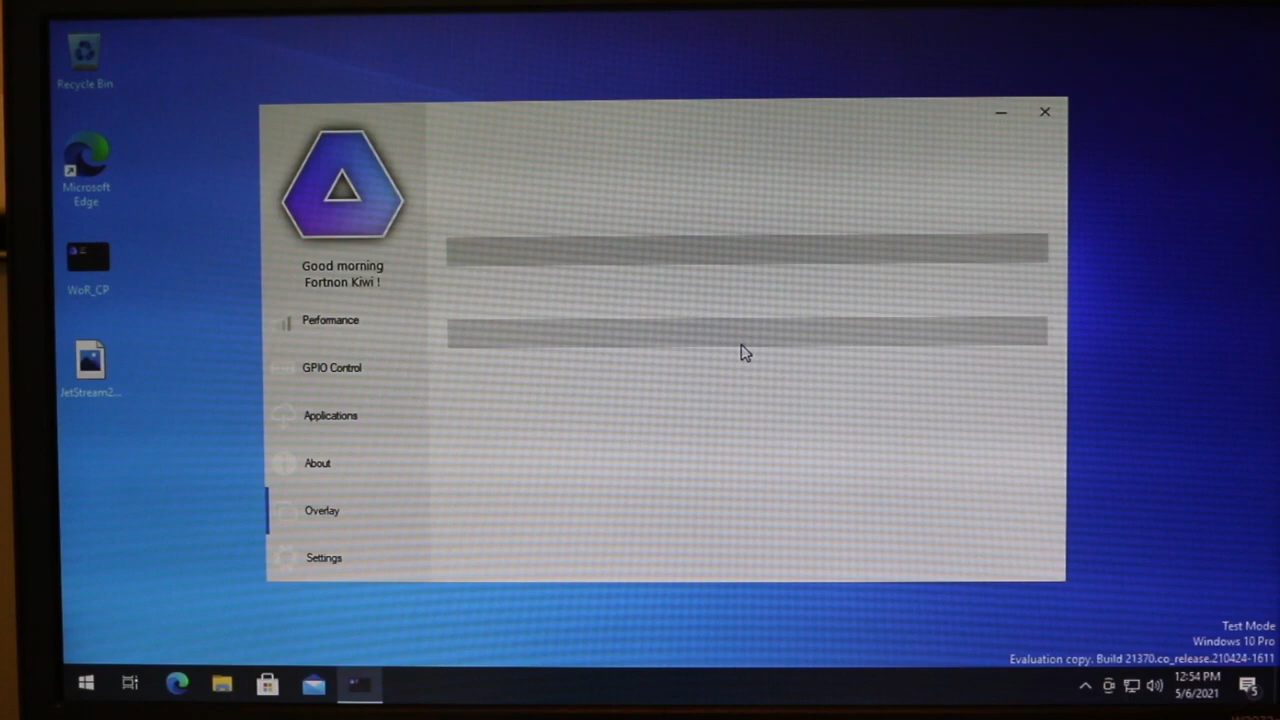 Recycle Bin
Microsoft
Edge
WoR_CP
JetStream2...
Good morning
Fortnon Kiwi !
Performance
GPIO Control
Applications
About
Overlay
Settings
Test Mode
Windows 10 Pro
Evaluation copy. Build 21370.co_release.210424-1611
12:54 PM
5/6/2021
5